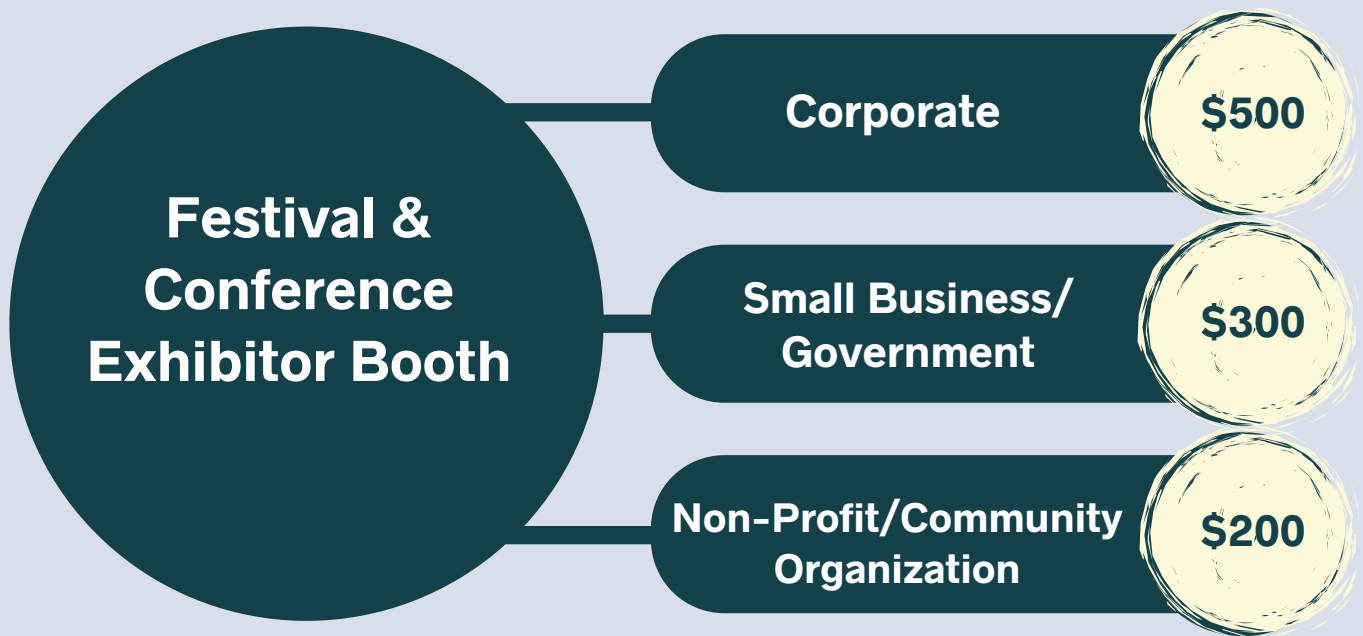 Festival &
Conference
Exhibitor Booth
Corporate
$500
Small Business/
Government
$300
Non-Profit/Community
Organization
$200